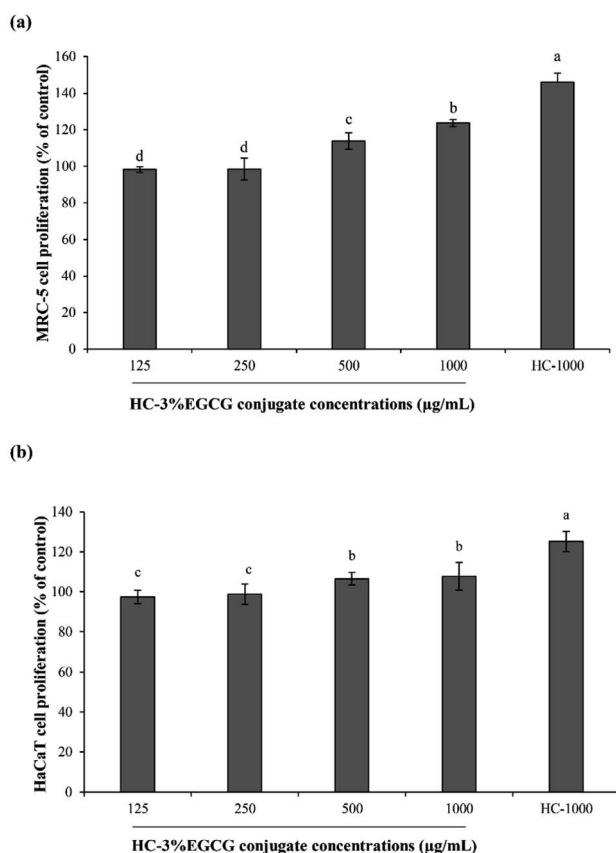 (a)
MRC-5 cell proliferation (% of control)
160
140
120
100
80
60
40
20
0
d
d
c
b
a
125
250
500
1000
HC-1000
HC-3%EGCG conjugate concentrations (µg/mL)
(b)
HaCaT cell proliferation (% of control)
140
120
100
80
60
40
20
0
c
c
b
b
a
125
250
500
1000
HC-1000
HC-3%EGCG conjugate concentrations (µg/mL)